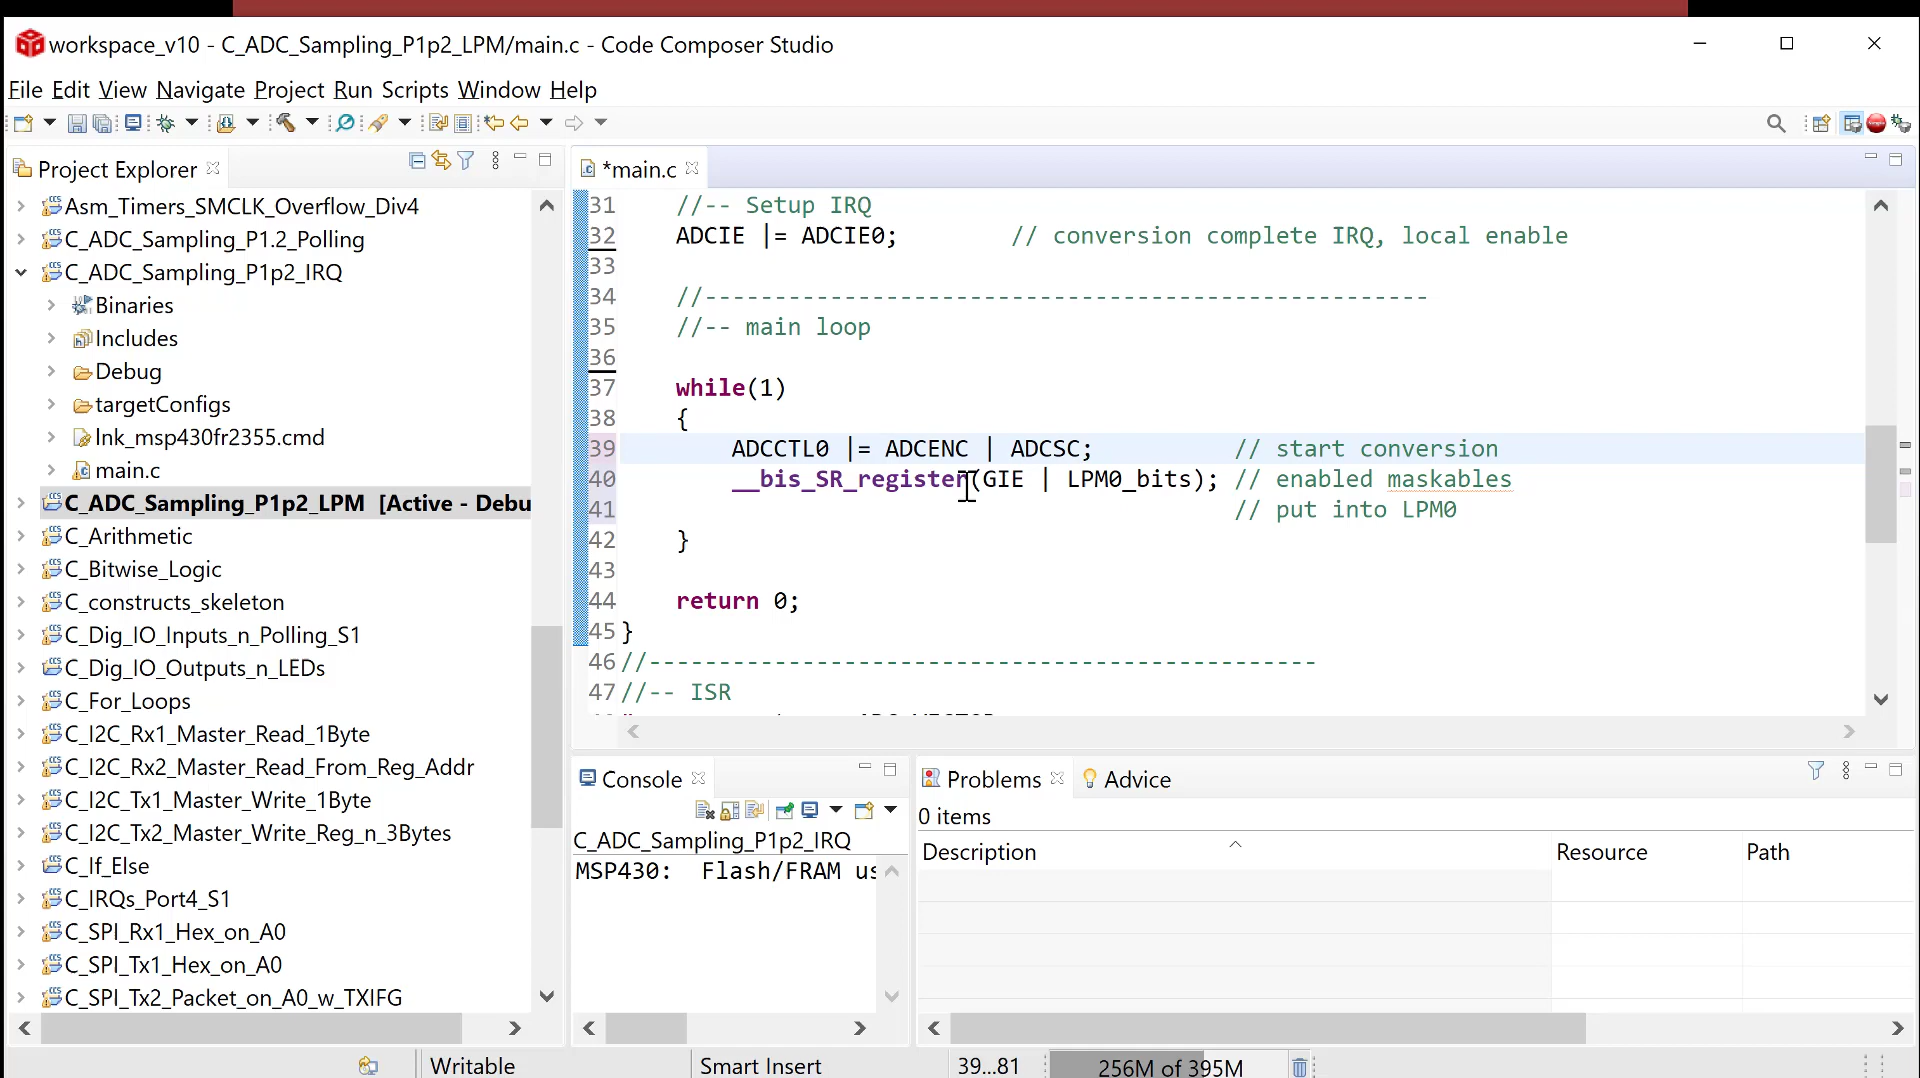 workspace_v10 - C_ADC_Sampling_P1p2_LPM/main.c - Code Composer Studio
File Edit View Navigate Project Run Scripts Window Help
Project Explorer
Asm_Timers_SMCLK_Overflow_Div4
C_ADC_Sampling_P1.2_Polling
C_ADC_Sampling_P1p2_IRQ
Binaries
Includes
Debug
targetConfigs
lnk_msp430fr2355.cmd
main.c
C_ADC_Sampling_P1p2_LPM [Active - Debu
C_Arithmetic
C_Bitwise_Logic
C_constructs_skeleton
C_Dig_IO_Inputs_n_Polling_S1
C_Dig_IO_Outputs_n_LEDs
C_For_Loops
C_I2C_Rx1_Master_Read_1Byte
C_I2C_Rx2_Master_Read_From_Reg_Addr
C_I2C_Tx1_Master_Write_1Byte
C_I2C_Tx2_Master_Write_Reg_n_3Bytes
C_If_Else
C_IRQs_Port4_S1
C_SPI_Rx1_Hex_on_A0
C_SPI_Tx1_Hex_on_A0
C_SPI_Tx2_Packet_on_A0_w_TXIFG
*main.c
31 //-- Setup IRQ
32 ADCIE |= ADCIE0; // conversion complete IRQ, local enable
33
34 //----------------------------------------------------
35 //-- main loop
36
37 while(1)
38 {
39 ADCCTL0 |= ADCENC | ADCSC; // start conversion
40 __bis_SR_register(GIE | LPM0_bits); // enabled maskables
41 // put into LPM0
42 }
43
44 return 0;
45 }
46 //------------------------------------------------
47 //-- ISR
Console
C_ADC_Sampling_P1p2_IRQ
MSP430: Flash/FRAM us
Problems
Advice
0 items
Description Resource Path
Writable
Smart Insert
39...81
256M of 395M